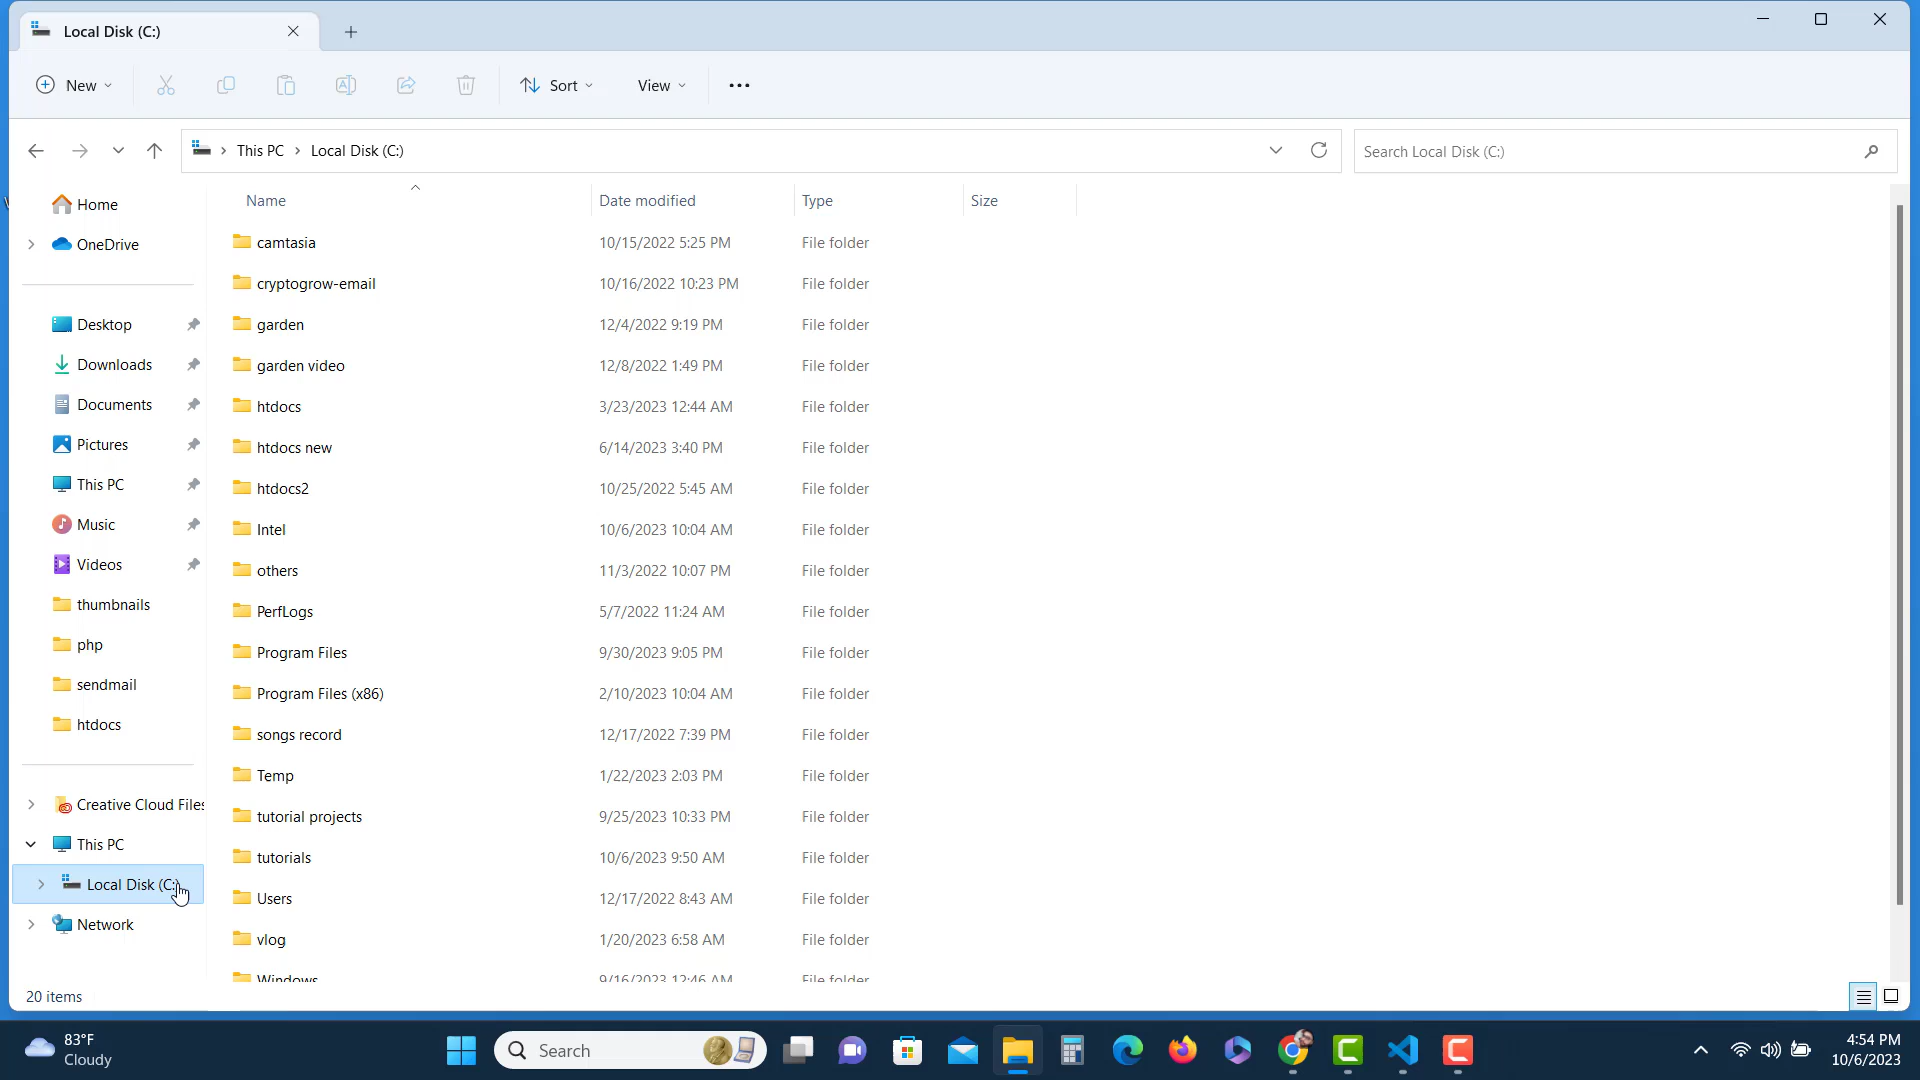 Local Disk (C:)
New
Sort
View
This PC
Local Disk (C:)
Search Local Disk (C:)
Home
OneDrive
Desktop
Downloads
Documents
Pictures
This PC
Music
Videos
thumbnails
php
sendmail
htdocs
Creative Cloud Files
This PC
Local Disk (C:)
Network
Name Date modified Type Size
camtasia 10/15/2022 5:25 PM File folder
cryptogrow-email 10/16/2022 10:23 PM File folder
garden 12/4/2022 9:19 PM File folder
garden video 12/8/2022 1:49 PM File folder
htdocs 3/23/2023 12:44 AM File folder
htdocs new 6/14/2023 3:40 PM File folder
htdocs2 10/25/2022 5:45 AM File folder
Intel 10/6/2023 10:04 AM File folder
others 11/3/2022 10:07 PM File folder
PerfLogs 5/7/2022 11:24 AM File folder
Program Files 9/30/2023 9:05 PM File folder
Program Files (x86) 2/10/2023 10:04 AM File folder
songs record 12/17/2022 7:39 PM File folder
Temp 1/22/2023 2:03 PM File folder
tutorial projects 9/25/2023 10:33 PM File folder
tutorials 10/6/2023 9:50 AM File folder
Users 12/17/2022 8:43 AM File folder
vlog 1/20/2023 6:58 AM File folder
Windows 9/16/2023 12:46 AM File folder
20 items
83°F
Cloudy
Search
4:54 PM
10/6/2023